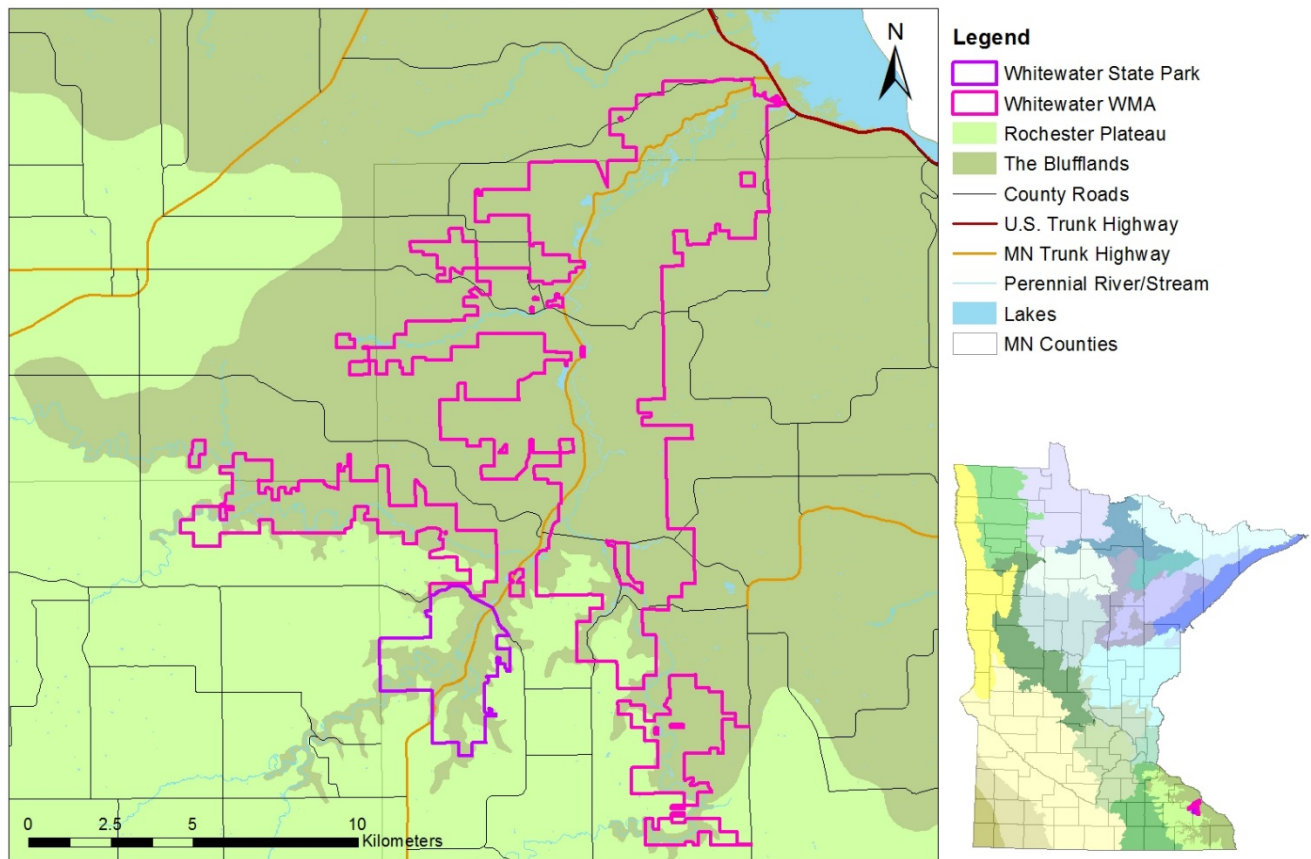 N
Legend
Whitewater State Park
Whitewater WMA
Rochester Plateau
The Blufflands
County Roads
U.S. Trunk Highway
MN Trunk Highway
Perennial River/Stream
Lakes
MN Counties
0 2.5 5 10
Kilometers